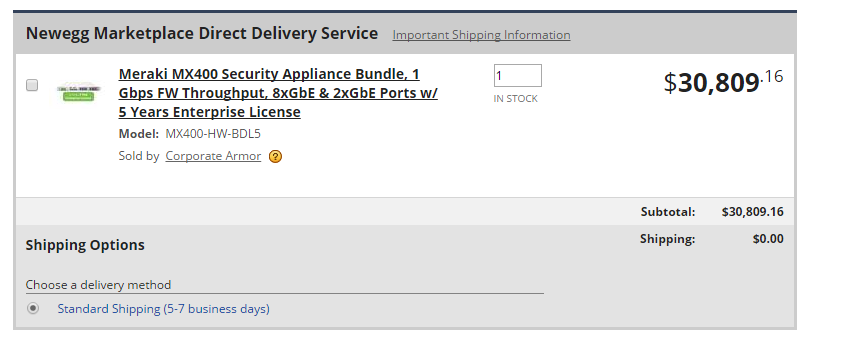 Newegg Marketplace Direct Delivery Service Important Shipping Information
Meraki MX400 Security Appliance Bundle, 1
Gbps FW Throughput, 8xGbE & 2xGbE Ports w/
5 Years Enterprise License
Model: MX400-HW-BDL5
Sold by Corporate Armor ?
1
IN STOCK
$30,809.16
Subtotal: $30,809.16
Shipping: $0.00
Shipping Options
Choose a delivery method
Standard Shipping (5-7 business days)